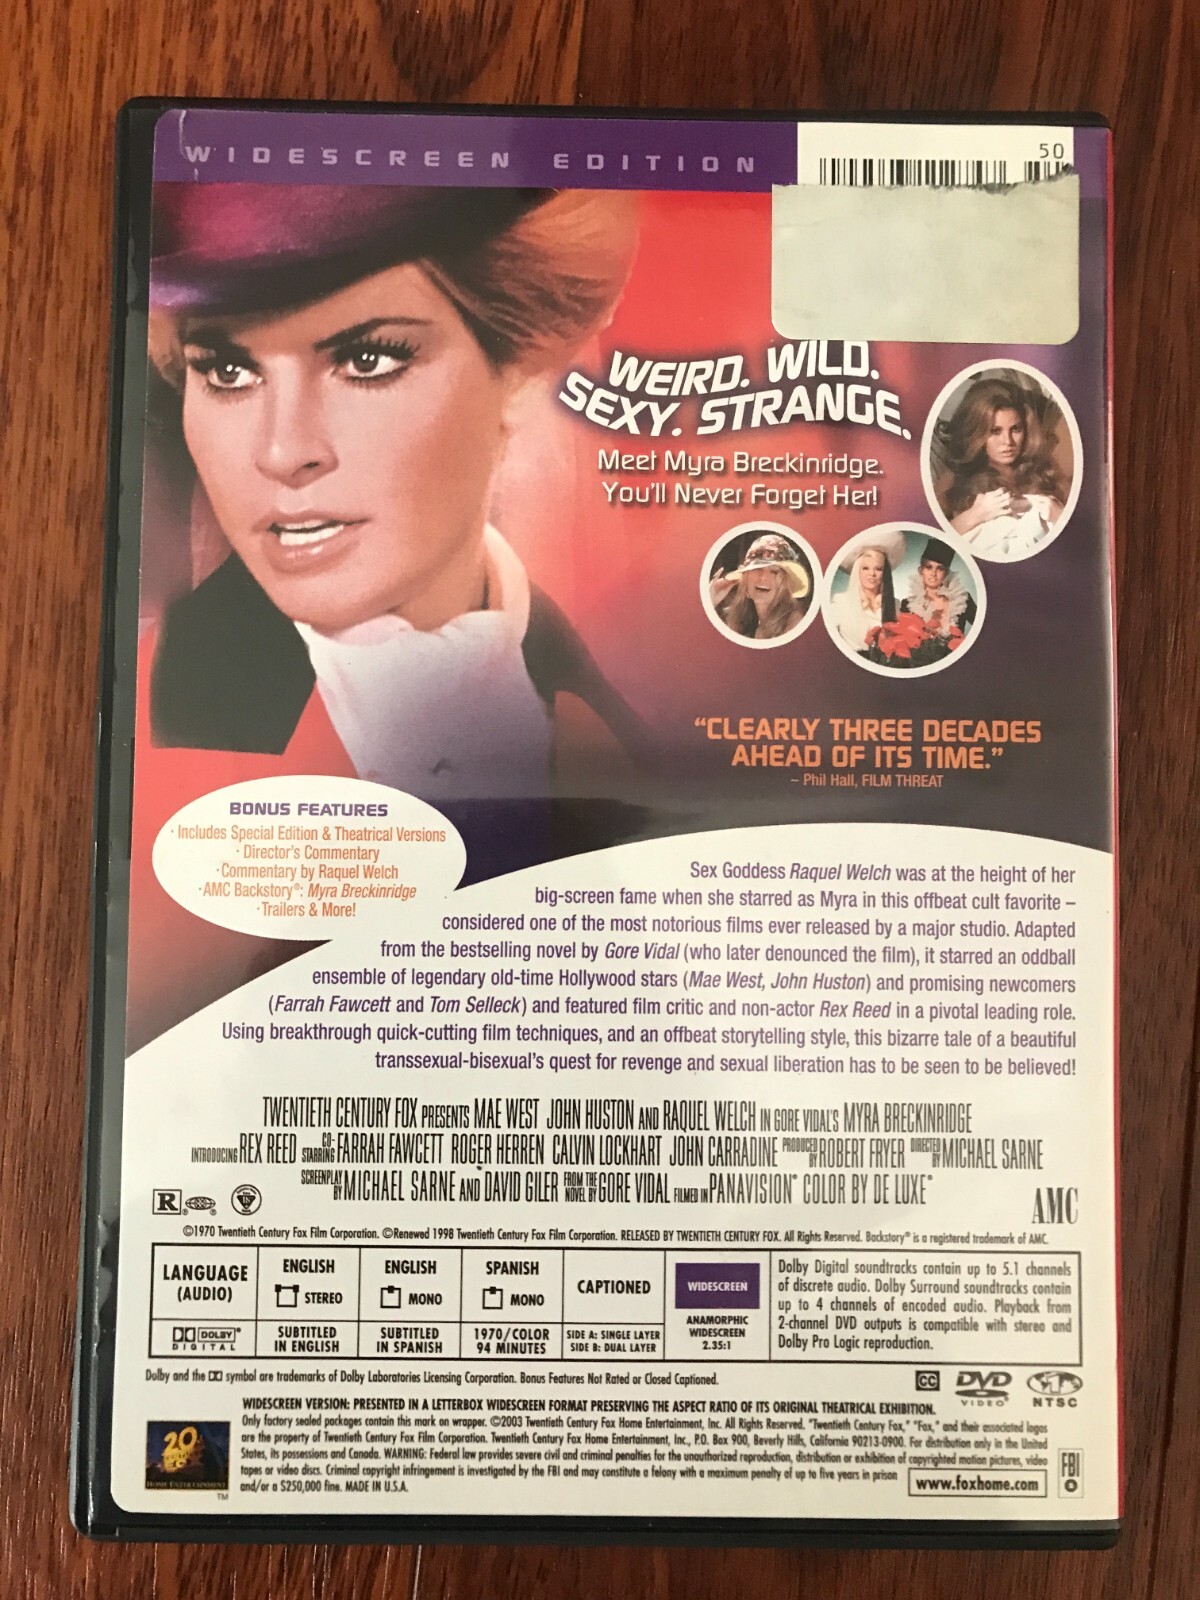 WIDESCREEN EDITION
50
WEIRD. WILD.
SEXY. STRANGE.
Meet Myra Breckinridge.
You'll Never Forget Her!
"CLEARLY THREE DECADES
AHEAD OF ITS TIME."
– Phil Hall, FILM THREAT
BONUS FEATURES
· Includes Special Edition & Theatrical Versions
· Director's Commentary
· Commentary by Raquel Welch
· AMC Backstory®: Myra Breckinridge
· Trailers & More!
Sex Goddess Raquel Welch was at the height of her
big-screen fame when she starred as Myra in this offbeat cult favorite –
considered one of the most notorious films ever released by a major studio. Adapted
from the bestselling novel by Gore Vidal (who later denounced the film), it starred an oddball
ensemble of legendary old-time Hollywood stars (Mae West, John Huston) and promising newcomers
(Farrah Fawcett and Tom Selleck) and featured film critic and non-actor Rex Reed in a pivotal leading role.
Using breakthrough quick-cutting film techniques, and an offbeat storytelling style, this bizarre tale of a beautiful
transsexual-bisexual's quest for revenge and sexual liberation has to be seen to be believed!
TWENTIETH CENTURY FOX PRESENTS MAE WEST JOHN HUSTON AND RAQUEL WELCH IN GORE VIDAL'S MYRA BRECKINRIDGE
INTRODUCING REX REED CO-STARRING FARRAH FAWCETT ROGER HERREN CALVIN LOCKHART JOHN CARRADINE PRODUCED BY ROBERT FRYER DIRECTED BY MICHAEL SARNE
SCREENPLAY BY MICHAEL SARNE AND DAVID GILER FROM THE NOVEL BY GORE VIDAL FILMED IN PANAVISION® COLOR BY DE LUXE®
R
AMC
©1970 Twentieth Century Fox Film Corporation. ©Renewed 1998 Twentieth Century Fox Film Corporation. RELEASED BY TWENTIETH CENTURY FOX. All Rights Reserved. Backstory® is a registered trademark of AMC.
LANGUAGE
(AUDIO)
ENGLISH
STEREO
ENGLISH
MONO
SPANISH
MONO
CAPTIONED
WIDESCREEN
ANAMORPHIC
WIDESCREEN
2.35:1
Dolby Digital soundtracks contain up to 5.1 channels
of discrete audio. Dolby Surround soundtracks contain
up to 4 channels of encoded audio. Playback from
2-channel DVD outputs is compatible with stereo and
Dolby Pro Logic reproduction.
DOLBY®
DIGITAL
SUBTITLED
IN ENGLISH
SUBTITLED
IN SPANISH
1970/COLOR
94 MINUTES
SIDE A: SINGLE LAYER
SIDE B: DUAL LAYER
Dolby and the DD symbol are trademarks of Dolby Laboratories Licensing Corporation. Bonus Features Not Rated or Closed Captioned.
CC
DVD
VIDEO
NTSC
WIDESCREEN VERSION: PRESENTED IN A LETTERBOX WIDESCREEN FORMAT PRESERVING THE ASPECT RATIO OF ITS ORIGINAL THEATRICAL EXHIBITION.
Only factory sealed packages contain this mark on wrapper. ©2003 Twentieth Century Fox Home Entertainment, Inc. All Rights Reserved. "Twentieth Century Fox," "Fox," and their associated logos
are the property of Twentieth Century Fox Film Corporation. Twentieth Century Fox Home Entertainment, Inc., P.O. Box 900, Beverly Hills, California 90213-0900. For distribution only in the United
States, its possessions and Canada. WARNING: Federal law provides severe civil and criminal penalties for the unauthorized reproduction, distribution or exhibition of copyrighted motion pictures, video
tapes or video discs. Criminal copyright infringement is investigated by the FBI and may constitute a felony with a maximum penalty of up to five years in prison
and/or a $250,000 fine. MADE IN U.S.A.
www.foxhome.com
FBI
20
HOME ENTERTAINMENT
TM